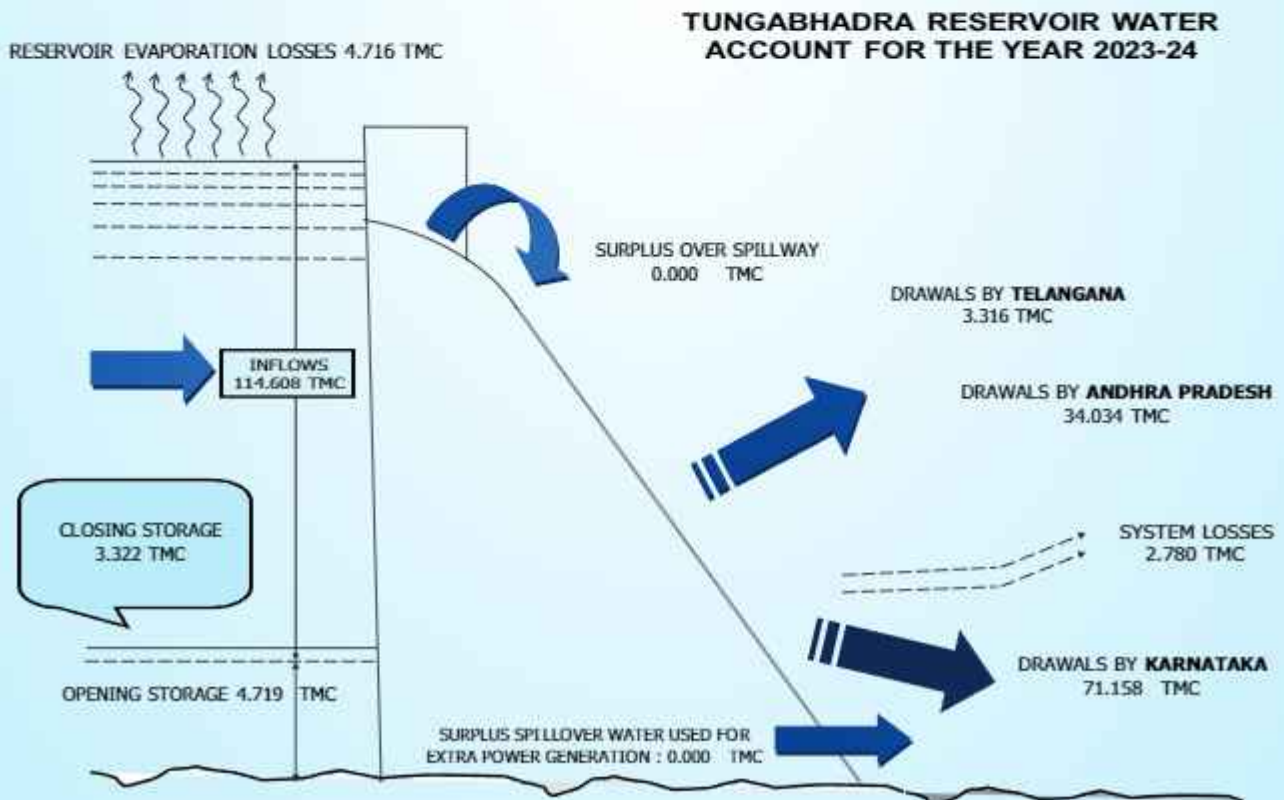 TUNGABHADRA RESERVOIR WATER
ACCOUNT FOR THE YEAR 2023-24
RESERVOIR EVAPORATION LOSSES 4.716 TMC
SURPLUS OVER SPILLWAY
0.000 TMC
DRAWALS BY TELANGANA
3.316 TMC
INFLOWS
114.608 TMC
DRAWALS BY ANDHRA PRADESH
34.034 TMC
CLOSING STORAGE
3.322 TMC
SYSTEM LOSSES
2.780 TMC
OPENING STORAGE 4.719 TMC
DRAWALS BY KARNATAKA
71.158 TMC
SURPLUS SPILLOVER WATER USED FOR
EXTRA POWER GENERATION : 0.000 TMC